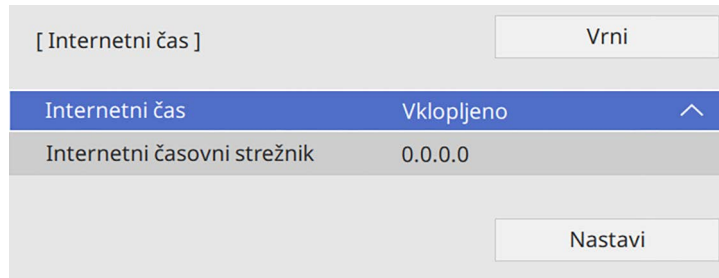 [ Internetni čas ] Vrni
Internetni čas Vklopljeno
Internetni časovni strežnik 0.0.0.0
Nastavi